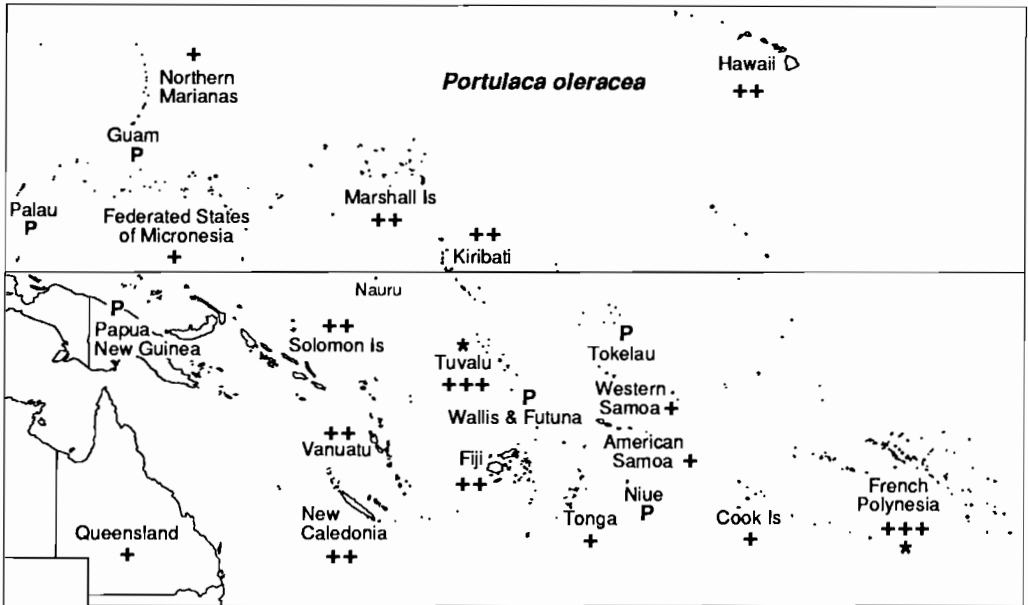 +
Northern
Marianas
Portulaca oleracea
Hawaii
++
Guam
P
Palau
P
Federated States
of Micronesia
+
Marshall Is
++
++
Kiribati
Nauru
P
Papua
New Guinea
++
Solomon Is
*
Tuvalu
+++
P
Tokelau
P
Wallis & Futuna
Western
Samoa +
American
Samoa +
++
Vanuatu
Fiji
++
Niue
P
French
Polynesia
+++
*
Queensland
+
New
Caledonia
++
Tonga
+
Cook Is
+